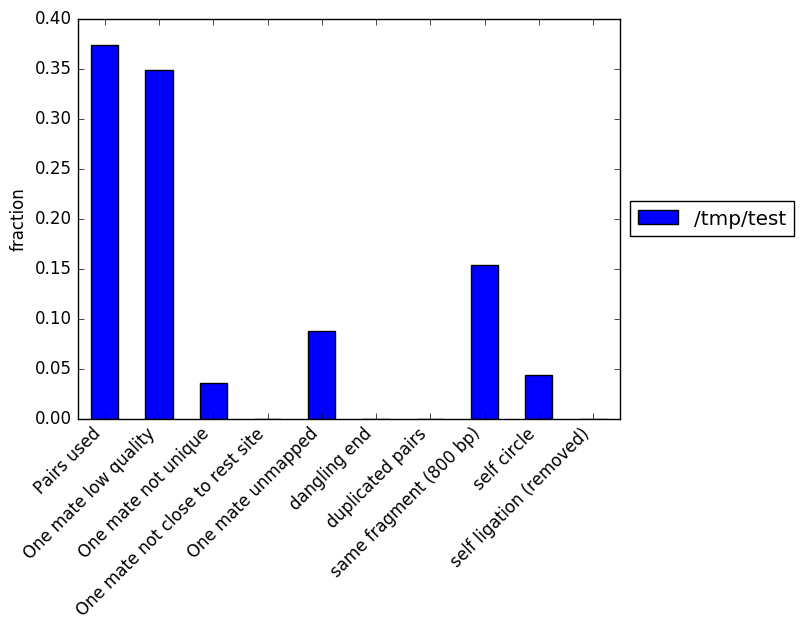 0.40
0.35
0.30
0.25
0.20
0.15
0.10
0.05
0.00
fraction
Pairs used
One mate low quality
One mate not unique
One mate not close to rest site
One mate unmapped
dangling end
duplicated pairs
same fragment (800 bp)
self circle
self ligation (removed)
/tmp/test